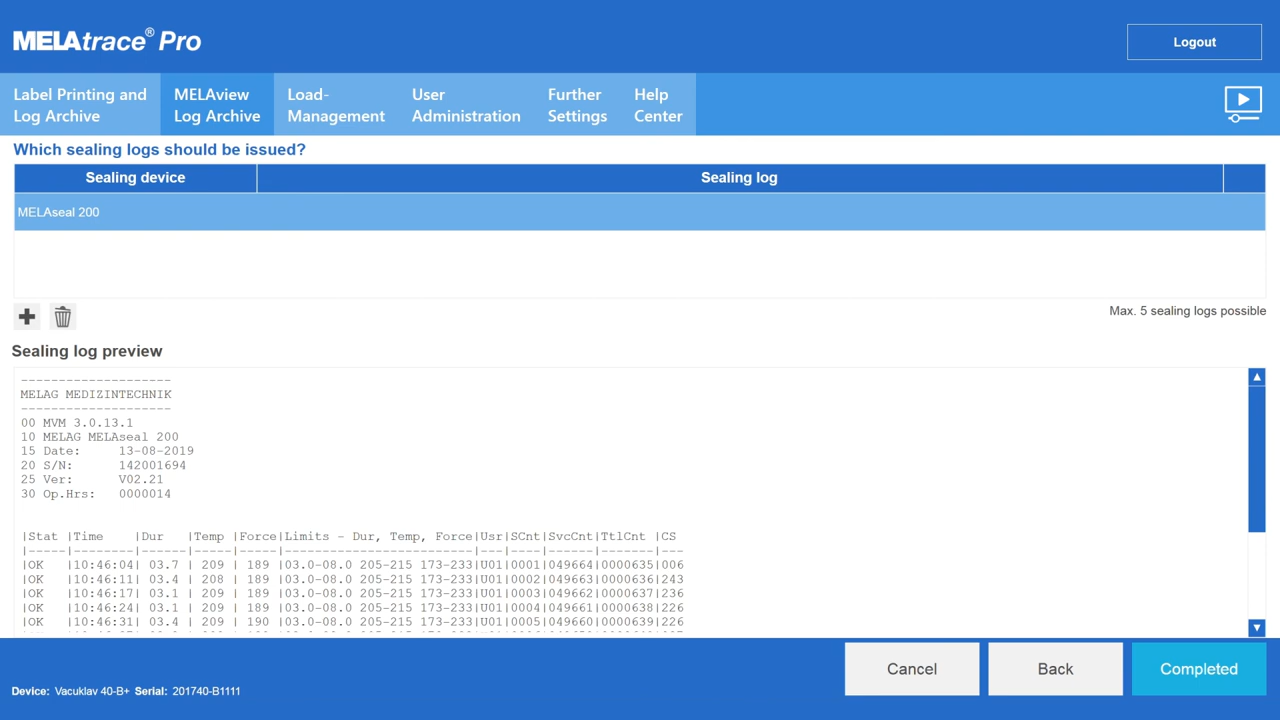 MELAtrace® Pro
Logout
Label Printing and
Log Archive
MELAview
Log Archive
Load-
Management
User
Administration
Further
Settings
Help
Center
Which sealing logs should be issued?
Sealing device Sealing log
MELAseal 200
Max. 5 sealing logs possible
Sealing log preview
--------------------
MELAG MEDIZINTECHNIK
--------------------
00 MVM 3.0.13.1
10 MELAG MELAseal 200
15 Date:     13-08-2019
20 S/N:      142001694
25 Ver:      V02.21
30 Op.Hrs:   0000014
|Stat |Time    |Dur   |Temp |Force|Limits - Dur, Temp, Force|Usr|SCnt|SvcCnt|TtlCnt |CS
|-----|--------|------|-----|-----|-------------------------|---|----|------|-------|---
|OK   |10:46:04| 03.7 | 209 | 189 |03.0-08.0 205-215 173-233|U01|0001|049664|0000635|006
|OK   |10:46:11| 03.4 | 208 | 189 |03.0-08.0 205-215 173-233|U01|0002|049663|0000636|243
|OK   |10:46:17| 03.1 | 209 | 189 |03.0-08.0 205-215 173-233|U01|0003|049662|0000637|236
|OK   |10:46:24| 03.1 | 209 | 189 |03.0-08.0 205-215 173-233|U01|0004|049661|0000638|226
|OK   |10:46:31| 03.4 | 209 | 190 |03.0-08.0 205-215 173-233|U01|0005|049660|0000639|226
Cancel
Back
Completed
Device: Vacuklav 40-B+ Serial: 201740-B1111